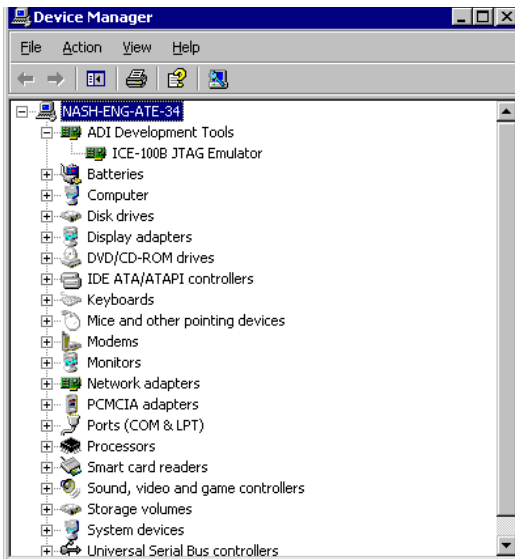 Device Manager
File Action View Help
NASH-ENG-ATE-34
ADI Development Tools
ICE-100B JTAG Emulator
Batteries
Computer
Disk drives
Display adapters
DVD/CD-ROM drives
IDE ATA/ATAPI controllers
Keyboards
Mice and other pointing devices
Modems
Monitors
Network adapters
PCMCIA adapters
Ports (COM & LPT)
Processors
Smart card readers
Sound, video and game controllers
Storage volumes
System devices
Universal Serial Bus controllers